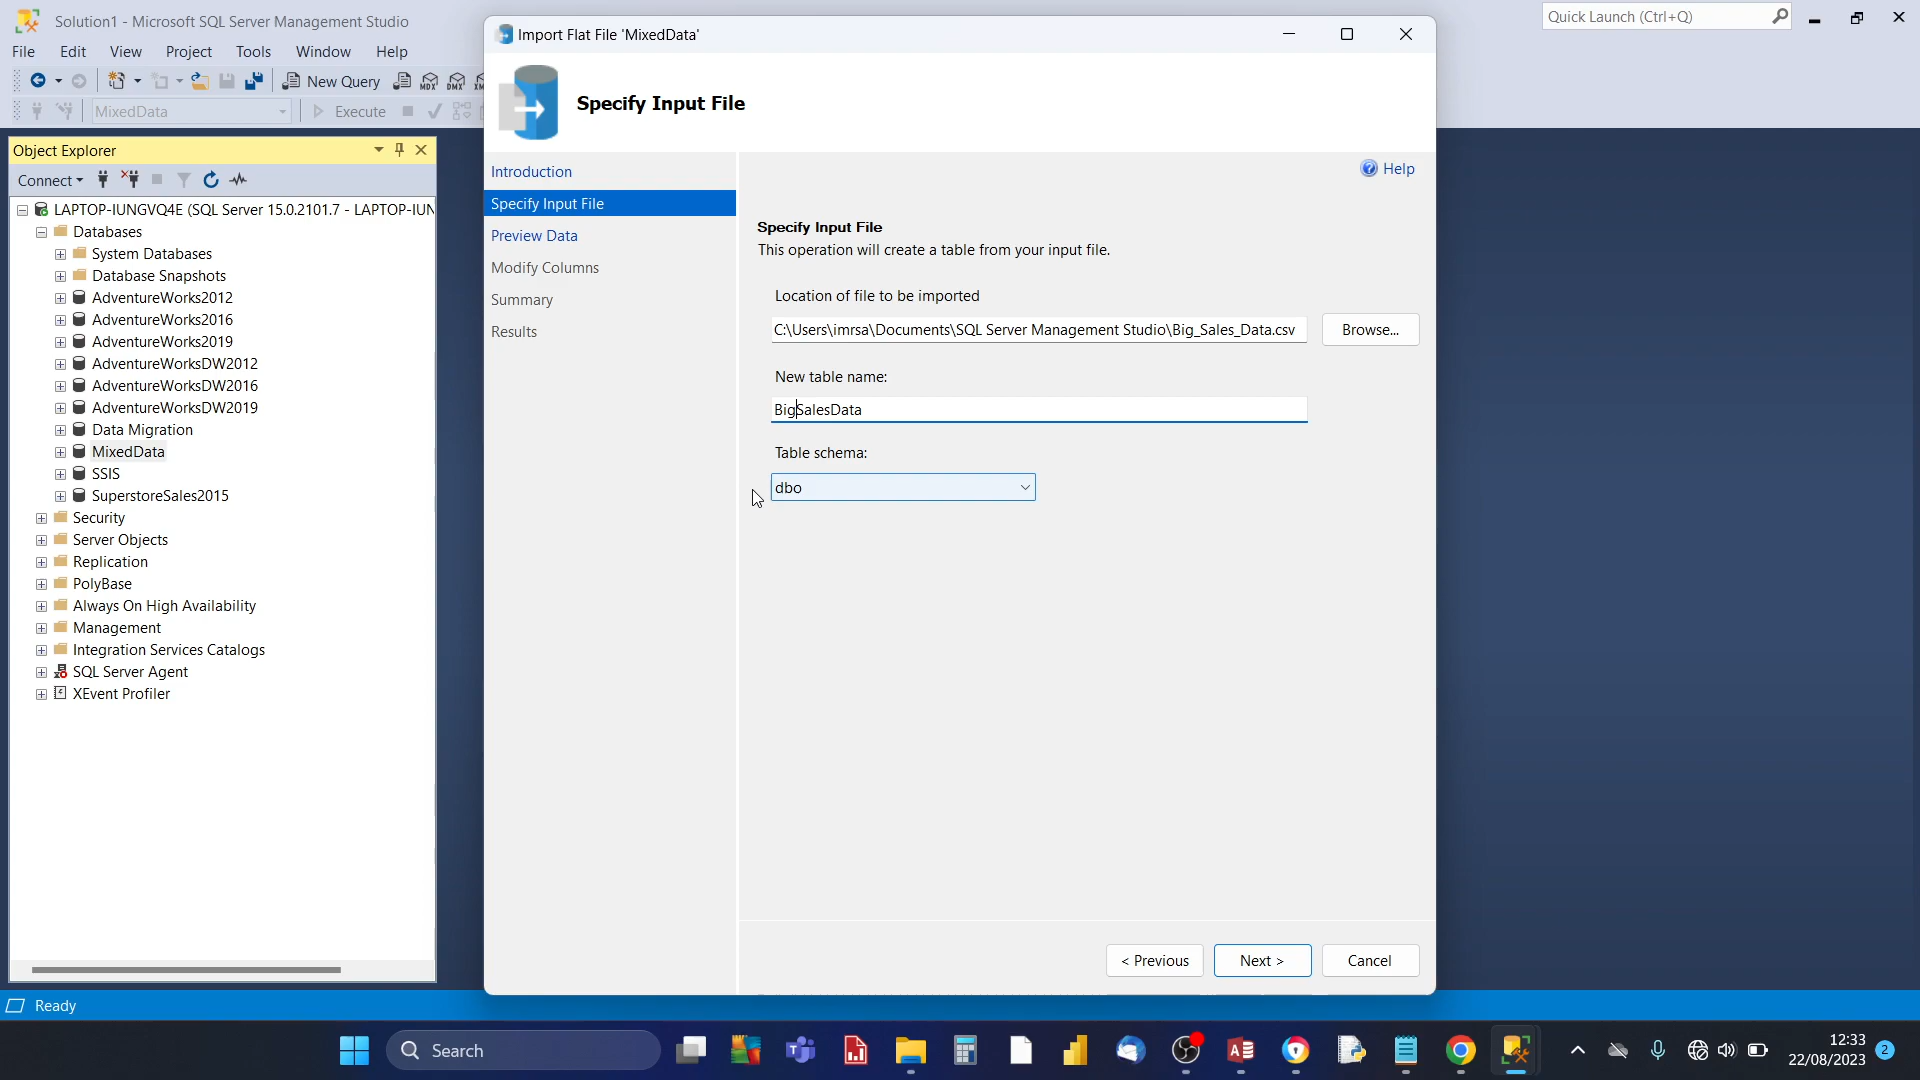 Solution1 - Microsoft SQL Server Management Studio
Quick Launch (Ctrl+Q)
File Edit View Project Tools Window Help
New Query
MixedData
Execute
Object Explorer
Connect
LAPTOP-IUNGVQ4E (SQL Server 15.0.2101.7 - LAPTOP-IUN
Databases
System Databases
Database Snapshots
AdventureWorks2012
AdventureWorks2016
AdventureWorks2019
AdventureWorksDW2012
AdventureWorksDW2016
AdventureWorksDW2019
Data Migration
MixedData
SSIS
SuperstoreSales2015
Security
Server Objects
Replication
PolyBase
Always On High Availability
Management
Integration Services Catalogs
SQL Server Agent
XEvent Profiler
Import Flat File 'MixedData'
Specify Input File
Introduction
Specify Input File
Preview Data
Modify Columns
Summary
Results
Help
Specify Input File
This operation will create a table from your input file.
Location of file to be imported
C:\Users\imrsa\Documents\SQL Server Management Studio\Big_Sales_Data.csv
Browse...
New table name:
BigSalesData
Table schema:
dbo
< Previous
Next >
Cancel
Ready
Search
12:33
22/08/2023
2